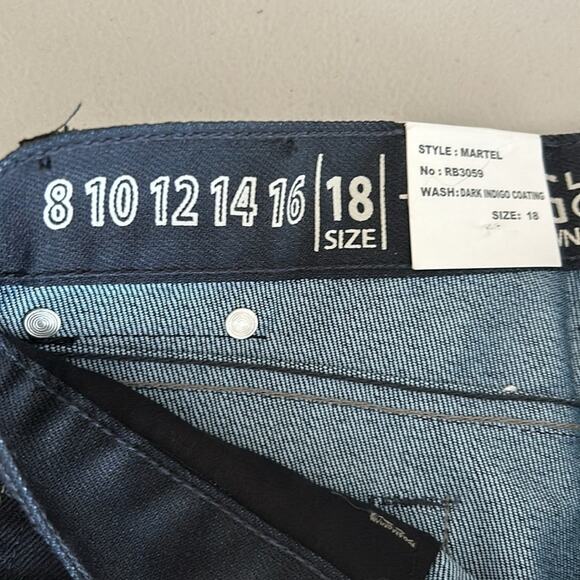 8 10 12 14 16 18
SIZE
STYLE : MARTEL
No : RB3059
WASH : DARK INDIGO COATING
SIZE: 18